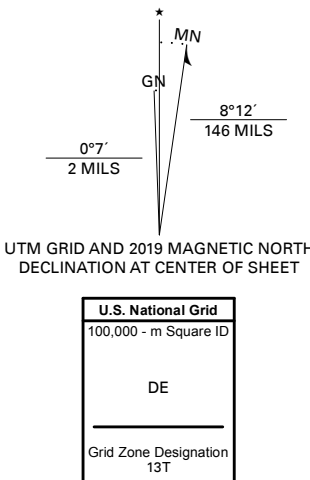 ★
MN
GN
8°12´
146 MILS
0°7´
2 MILS
UTM GRID AND 2019 MAGNETIC NORTH
DECLINATION AT CENTER OF SHEET
U.S. National Grid
100,000 - m Square ID
DE
Grid Zone Designation
13T